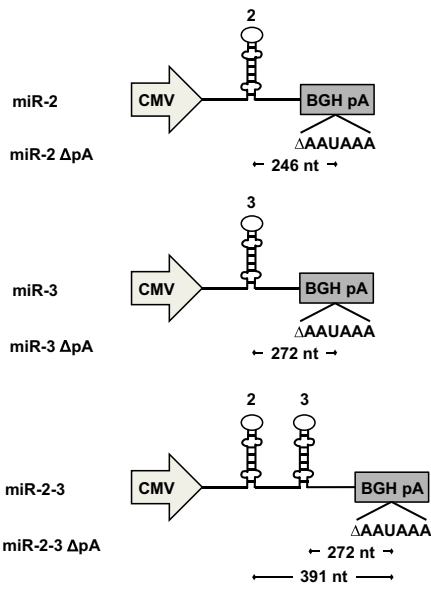 2
miR-2 CMV BGH pA
miR-2 ΔpA ΔAAUAAA
246 nt
3
miR-3 CMV BGH pA
miR-3 ΔpA ΔAAUAAA
272 nt
2 3
miR-2-3 CMV BGH pA
miR-2-3 ΔpA ΔAAUAAA
272 nt
391 nt